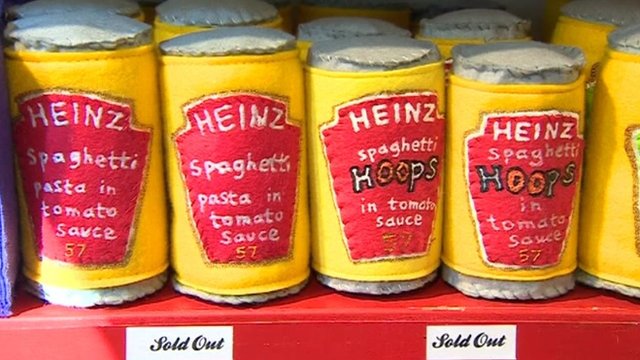 HEINZ
spaghetti
pasta in
tomato
sauce
57
HEINZ
spaghetti
pasta in
tomato
sauce
57
HEINZ
spaghetti
HOOPS
in tomato
sauce
57
HEINZ
spaghetti
HOOPS
in
tomato
sauce
57
Sold Out
Sold Out